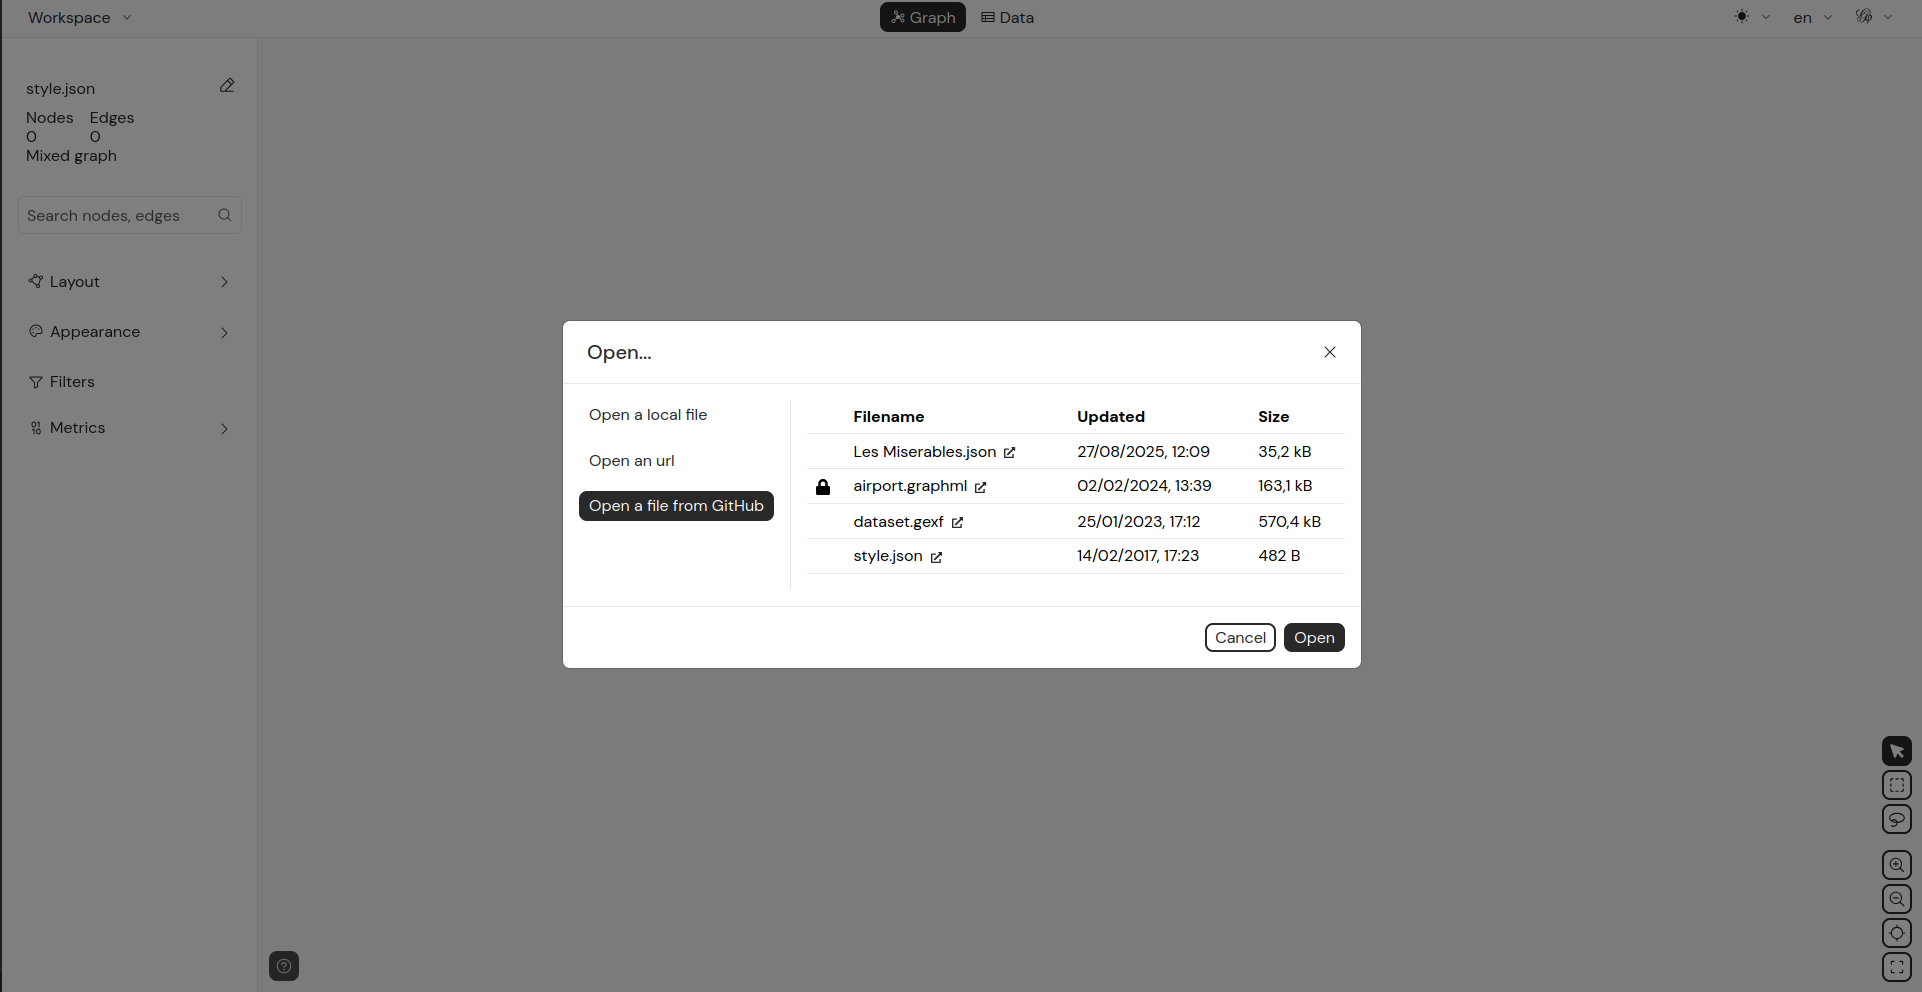 Workspace
Graph
Data
en
style.json
Nodes Edges
0 0
Mixed graph
Search nodes, edges
Layout
Appearance
Filters
Metrics
Open...
Open a local file
Open an url
Open a file from GitHub
Filename Updated Size
Les Miserables.json 27/08/2025, 12:09 35,2 kB
airport.graphml 02/02/2024, 13:39 163,1 kB
dataset.gexf 25/01/2023, 17:12 570,4 kB
style.json 14/02/2017, 17:23 482 B
Cancel Open